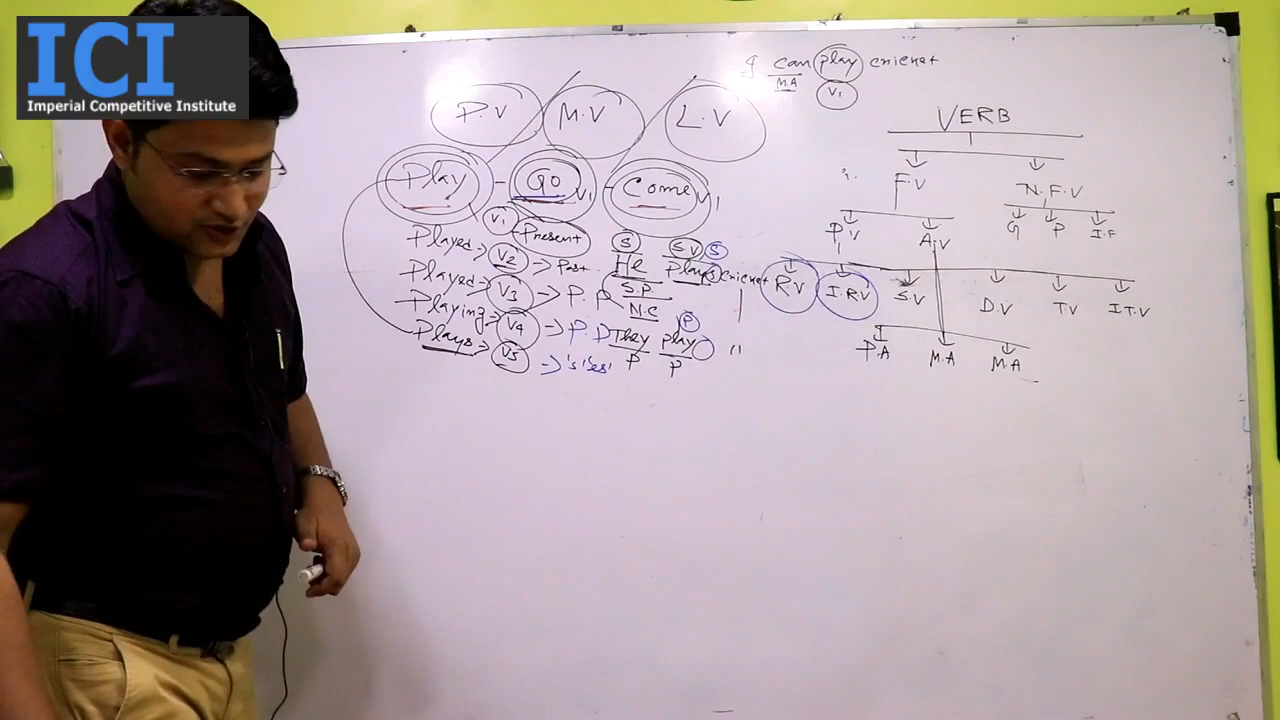 ICI
Imperial Competitive Institute
I can play cricket
M.A V1
P.V M.V L.V
Play - Go V1 - Come V1
V1 Present
Played -> V2 -> Past
Played -> V3 -> P.P
Playing -> V4 -> P.P
Plays -> V5 -> 's' 'es'
S S.V S
He Plays cricket
S.P
N.C
P
They play "
P P
VERB
F.V N.F.V
P.V A.V G P I.F
R.V I.R.V S.V D.V T.V I.T.V
P.A M.A M.A